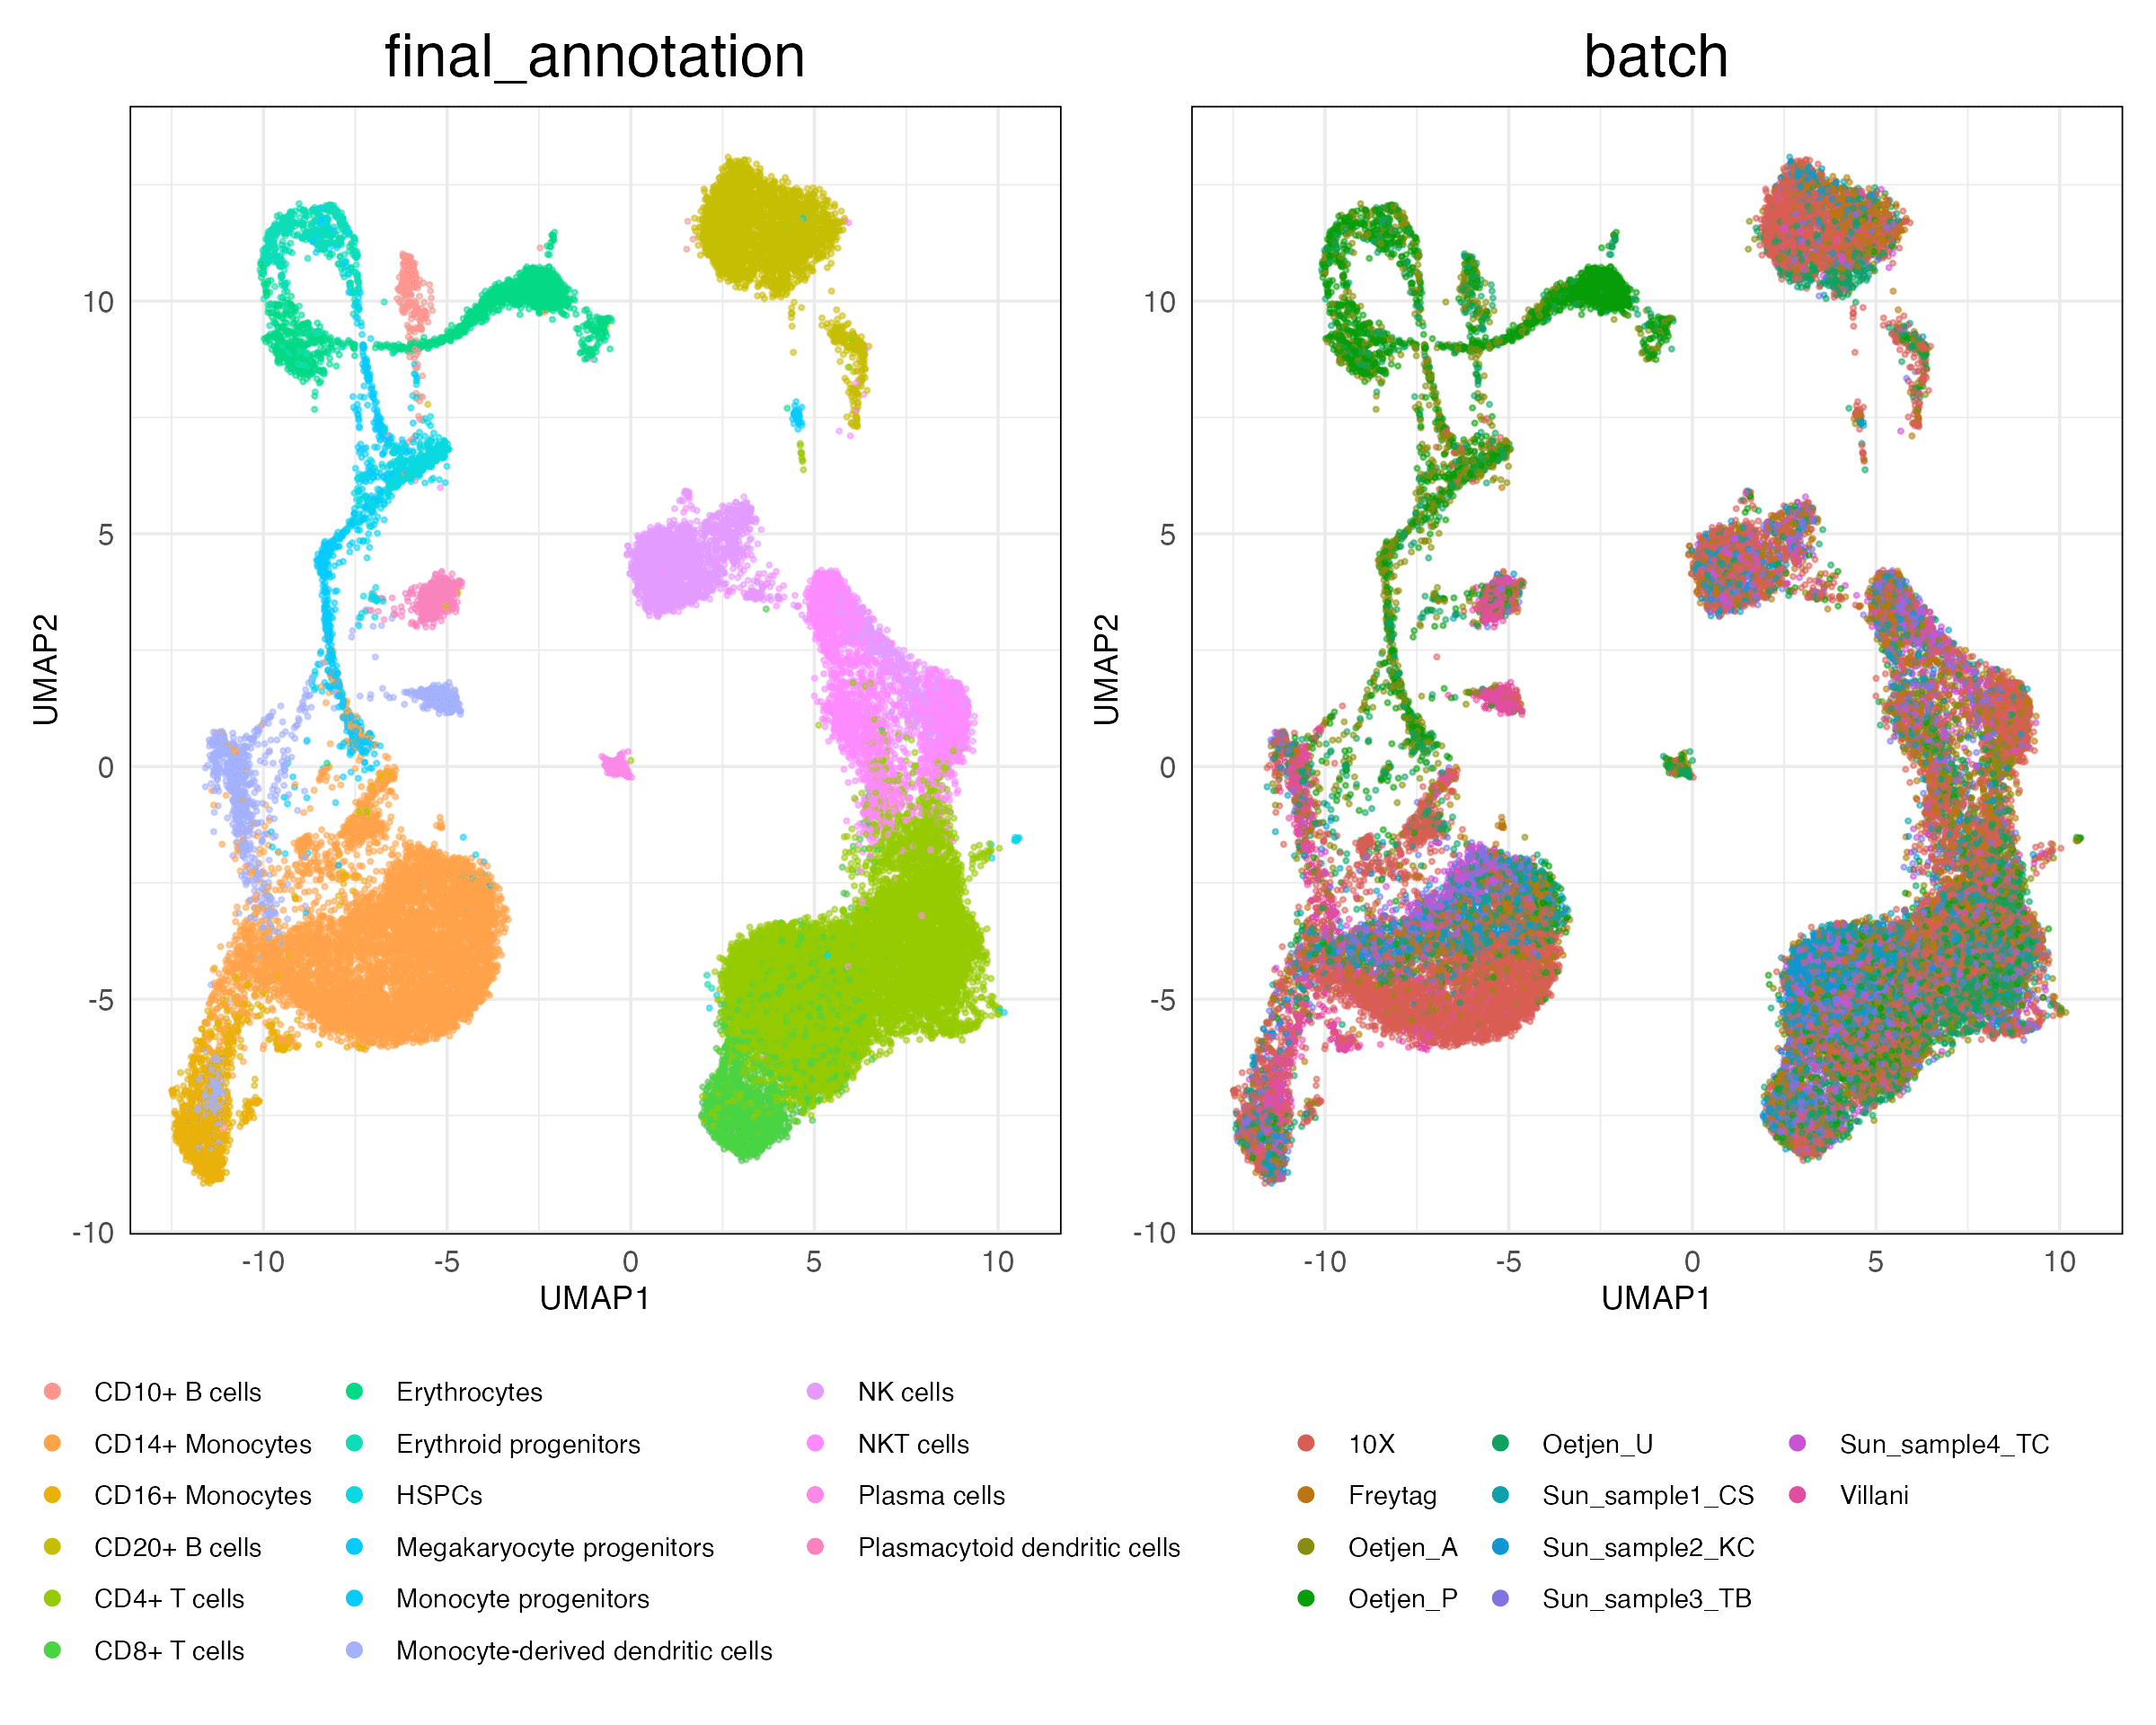 final_annotation
batch
UMAP2
10
5
0
-5
-10
-10 -5 0 5 10
UMAP1
UMAP2
10
5
0
-5
-10
-10 -5 0 5 10
UMAP1
CD10+ B cells
CD14+ Monocytes
CD16+ Monocytes
CD20+ B cells
CD4+ T cells
CD8+ T cells
Erythrocytes
Erythroid progenitors
HSPCs
Megakaryocyte progenitors
Monocyte progenitors
Monocyte-derived dendritic cells
NK cells
NKT cells
Plasma cells
Plasmacytoid dendritic cells
10X
Freytag
Oetjen_A
Oetjen_P
Oetjen_U
Sun_sample1_CS
Sun_sample2_KC
Sun_sample3_TB
Sun_sample4_TC
Villani